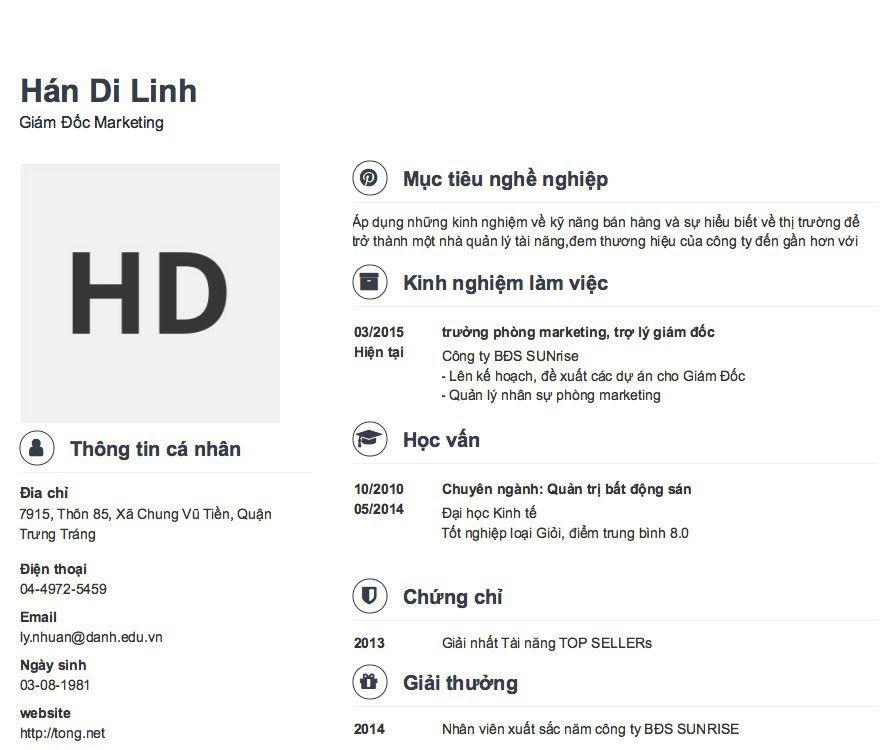 Hán Di Linh
Giám Đốc Marketing
HD
Thông tin cá nhân
Đia chỉ
7915, Thôn 85, Xã Chung Vũ Tiền, Quận
Trưng Tráng
Điện thoại
04-4972-5459
Email
ly.nhuan@danh.edu.vn
Ngày sinh
03-08-1981
website
http://tong.net
Mục tiêu nghề nghiệp
Áp dụng những kinh nghiệm về kỹ năng bán hàng và sự hiểu biết về thị trường để
trở thành một nhà quản lý tài năng,đem thương hiệu của công ty đến gần hơn với
Kinh nghiệm làm việc
03/2015 trưởng phòng marketing, trợ lý giám đốc
Hiện tại
Công ty BĐS SUNrise
- Lên kế hoạch, đề xuất các dự án cho Giám Đốc
- Quản lý nhân sự phòng marketing
Học vấn
10/2010 Chuyên ngành: Quản trị bất động sán
05/2014
Đại học Kinh tế
Tốt nghiệp loại Giỏi, điểm trung bình 8.0
Chứng chỉ
2013 Giải nhất Tài năng TOP SELLERs
Giải thưởng
2014 Nhân viên xuất sắc năm công ty BĐS SUNRISE